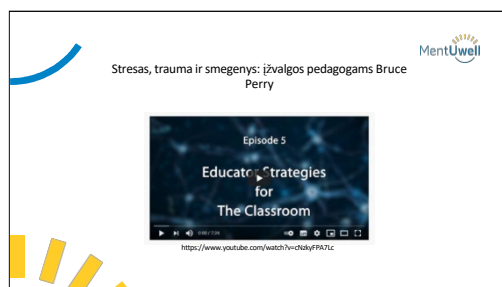 MentUwell
Stresas, trauma ir smegenys: įžvalgos pedagogams Bruce
Perry
Episode 5
Educator Strategies
for
The Classroom
https://www.youtube.com/watch?v=cNzkyFPA7Lc